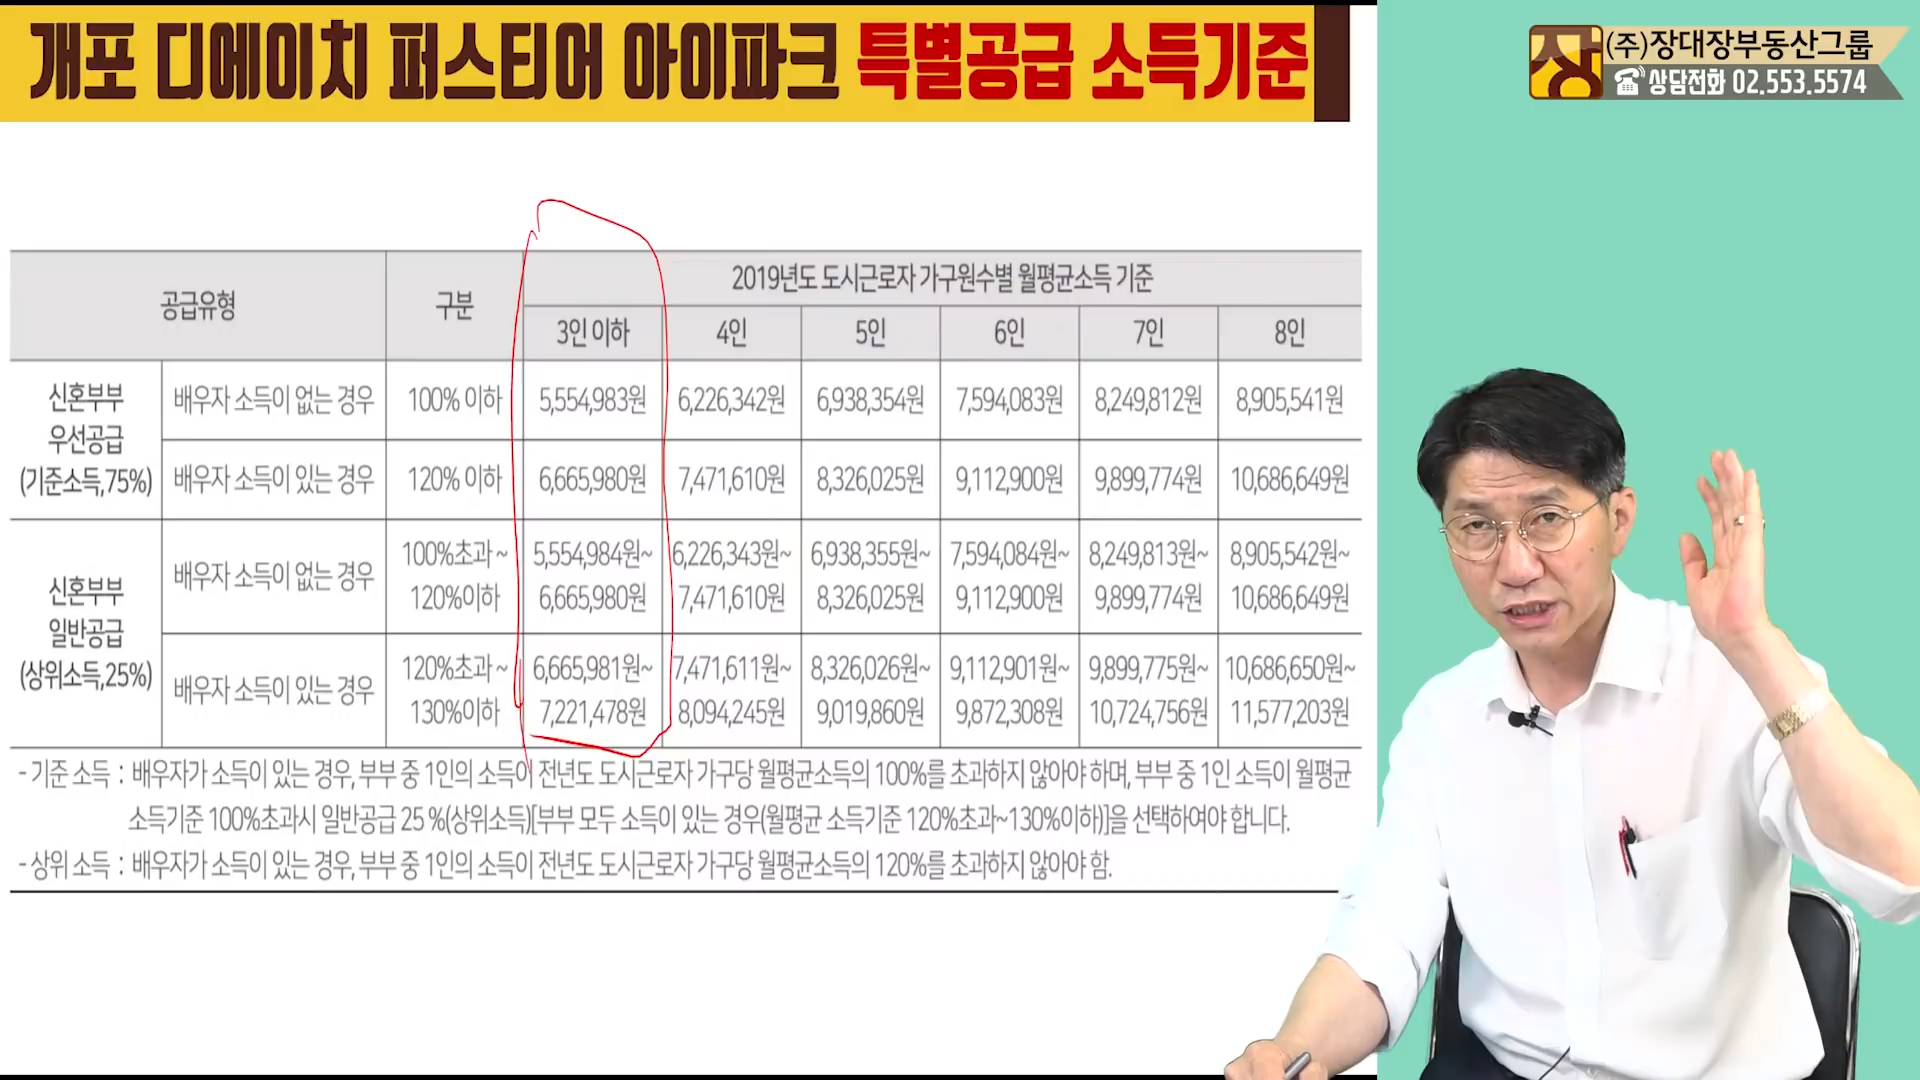 개포 디에이치 퍼스티어 아이파크 특별공급 소득기준
장
(주)장대장부동산그룹
상담전화 02.553.5574
공급유형 구분 2019년도 도시근로자 가구원수별 월평균소득 기준
3인 이하 4인 5인 6인 7인 8인
신혼부부
우선공급
(기준소득,75%)
배우자 소득이 없는 경우 100% 이하 5,554,983원 6,226,342원 6,938,354원 7,594,083원 8,249,812원 8,905,541원
배우자 소득이 있는 경우 120% 이하 6,665,980원 7,471,610원 8,326,025원 9,112,900원 9,899,774원 10,686,649원
신혼부부
일반공급
(상위소득,25%)
배우자 소득이 없는 경우
100%초과 ~ 5,554,984원~ 6,226,343원~ 6,938,355원~ 7,594,084원~ 8,249,813원~ 8,905,542원~
120%이하 6,665,980원 7,471,610원 8,326,025원 9,112,900원 9,899,774원 10,686,649원
배우자 소득이 있는 경우
120%초과 ~ 6,665,981원~ 7,471,611원~ 8,326,026원~ 9,112,901원~ 9,899,775원~ 10,686,650원~
130%이하 7,221,478원 8,094,245원 9,019,860원 9,872,308원 10,724,756원 11,577,203원
- 기준 소득 : 배우자가 소득이 있는 경우, 부부 중 1인의 소득이 전년도 도시근로자 가구당 월평균소득의 100%를 초과하지 않아야 하며, 부부 중 1인 소득이 월평균
소득기준 100%초과시 일반공급 25 %(상위소득)[부부 모두 소득이 있는 경우(월평균 소득기준 120%초과~130%이하)]을 선택하여야 합니다.
- 상위 소득 : 배우자가 소득이 있는 경우, 부부 중 1인의 소득이 전년도 도시근로자 가구당 월평균소득의 120%를 초과하지 않아야 함.